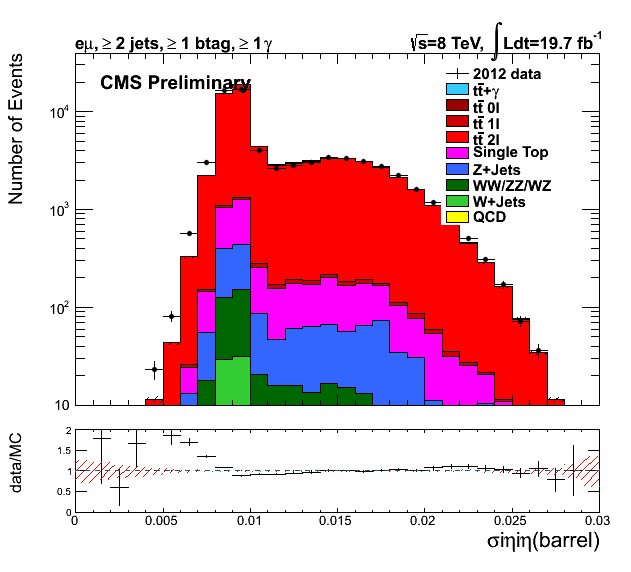 eμ, ≥ 2 jets, ≥ 1 btag, ≥ 1 γ
√s=8 TeV, ∫Ldt=19.7 fb⁻¹
CMS Preliminary
2012 data
tt̄+γ
tt̄ 0l
tt̄ 1l
tt̄ 2l
Single Top
Z+Jets
WW/ZZ/WZ
W+Jets
QCD
Number of Events
10⁴
10³
10²
10
data/MC
2
1.5
1
0.5
0
0 0.005 0.01 0.015 0.02 0.025 0.03
σiηiη(barrel)